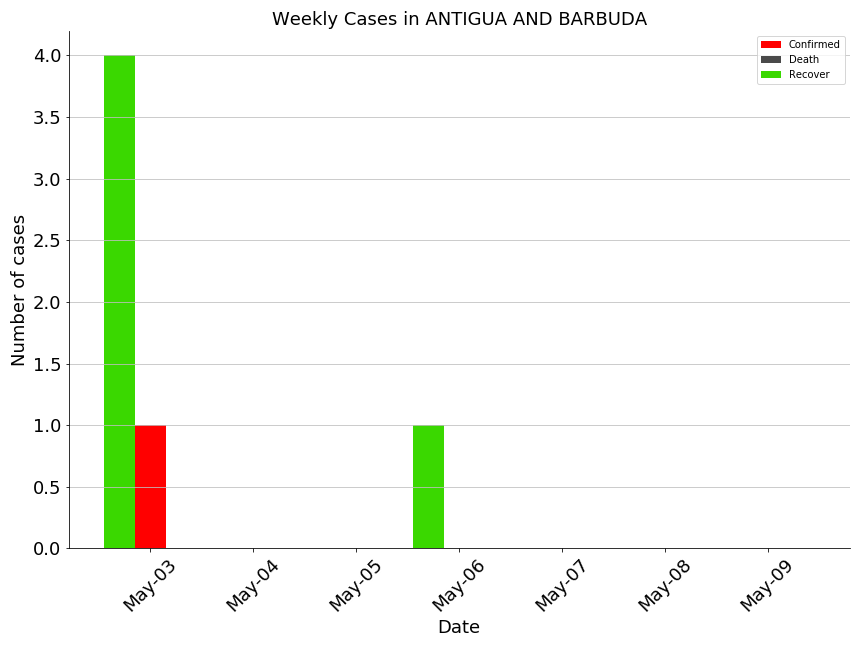 Weekly Cases in ANTIGUA AND BARBUDA
Confirmed
Death
Recover
Number of cases
4.0
3.5
3.0
2.5
2.0
1.5
1.0
0.5
0.0
May-03
May-04
May-05
May-06
May-07
May-08
May-09
Date